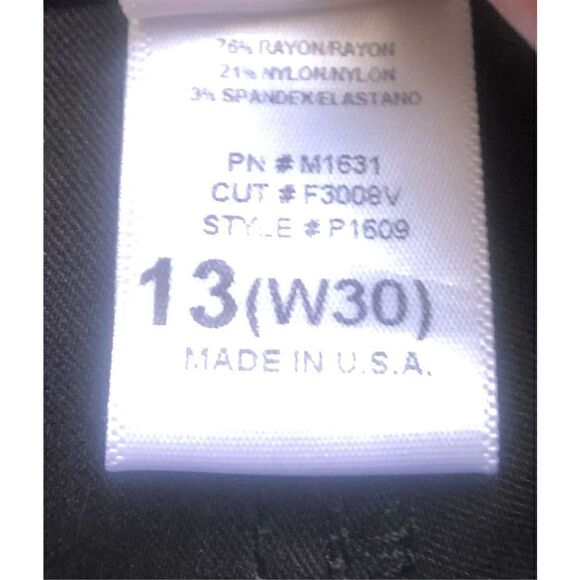 76% RAYON/RAYON
21% NYLON/NYLON
3% SPANDEX/ELASTANO
PN # M1631
CUT # F3008V
STYLE # P1609
13(W30)
MADE IN U.S.A.